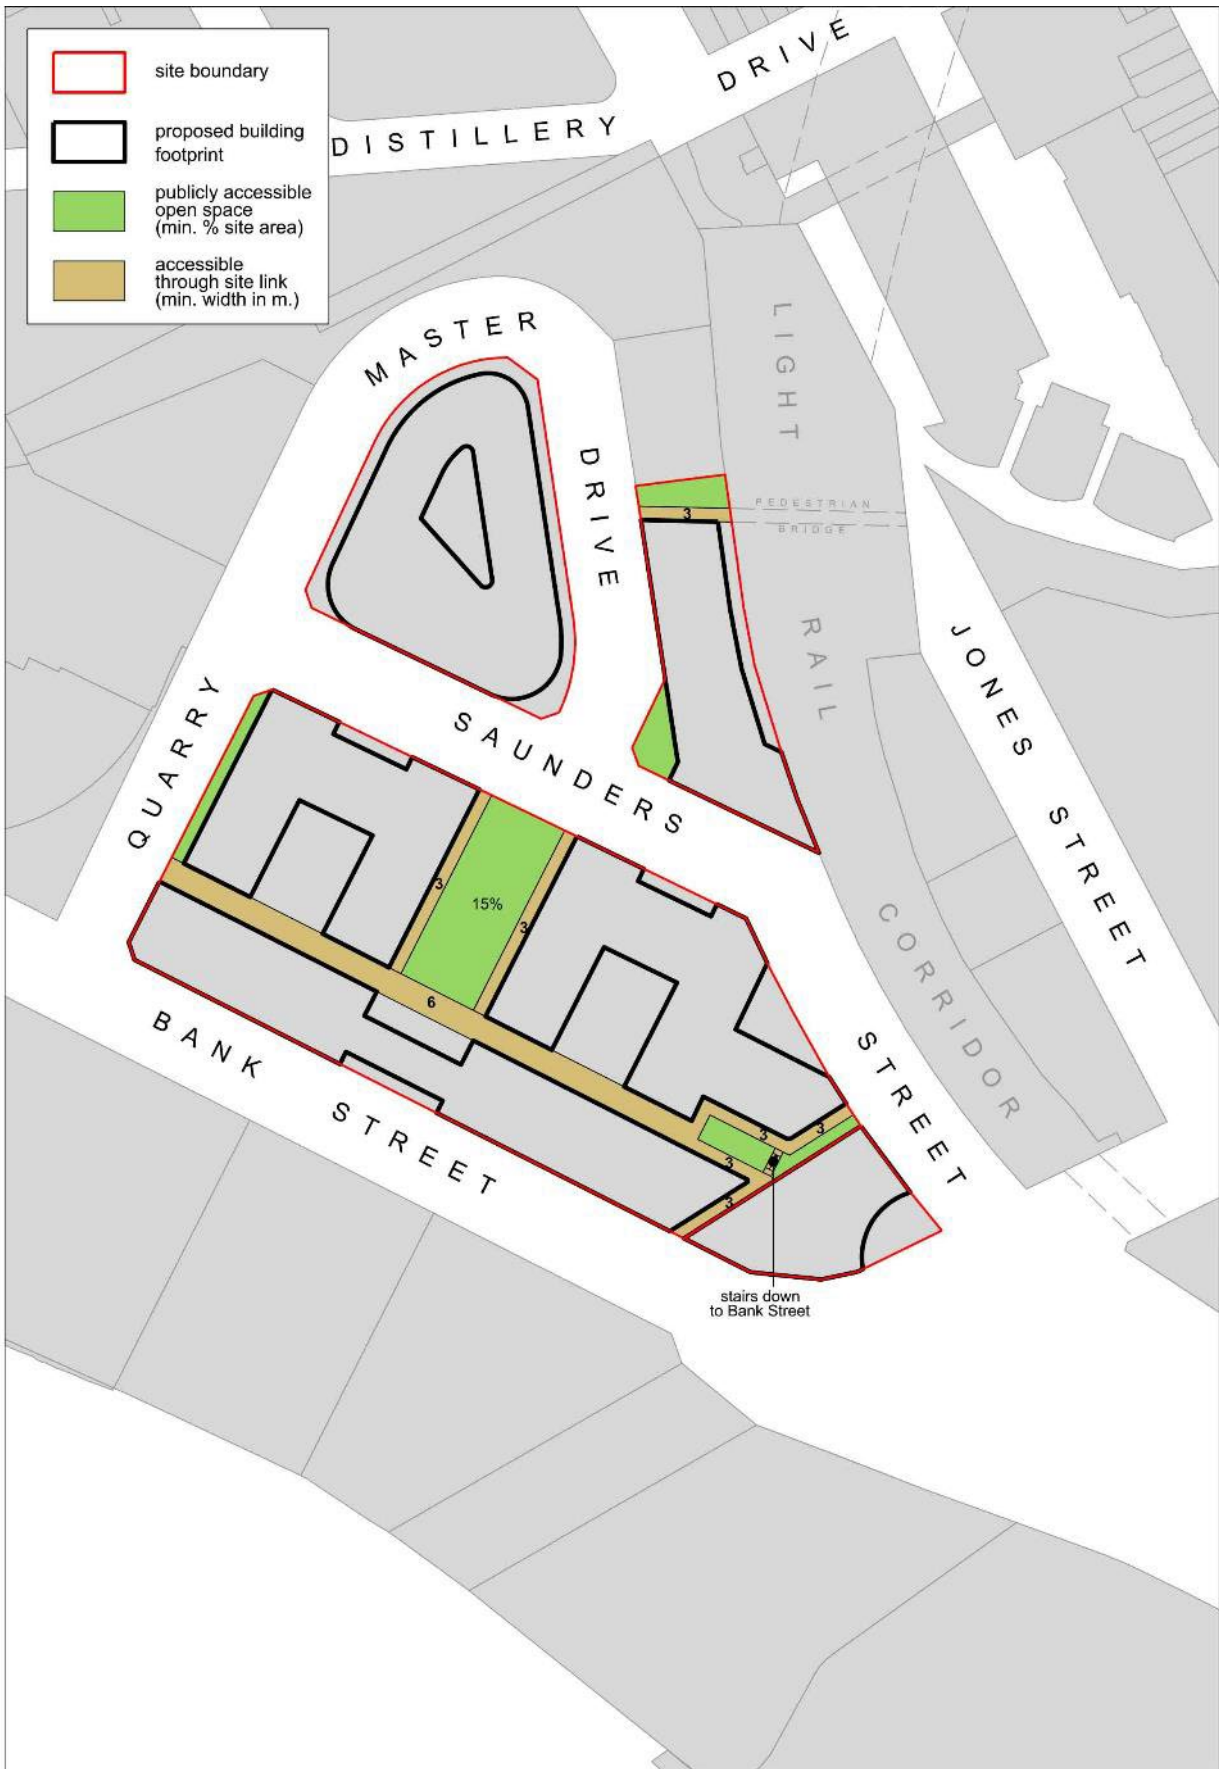 site boundary
proposed building
footprint
publicly accessible
open space
(min. % site area)
accessible
through site link
(min. width in m.)
DISTILLERY
DRIVE
MASTER
DRIVE
LIGHT
RAIL
CORRIDOR
PEDESTRIAN
BRIDGE
3
JONES
STREET
QUARRY
SAUNDERS
STREET
3
15%
3
6
3
3
3
3
BANK
STREET
stairs down
to Bank Street